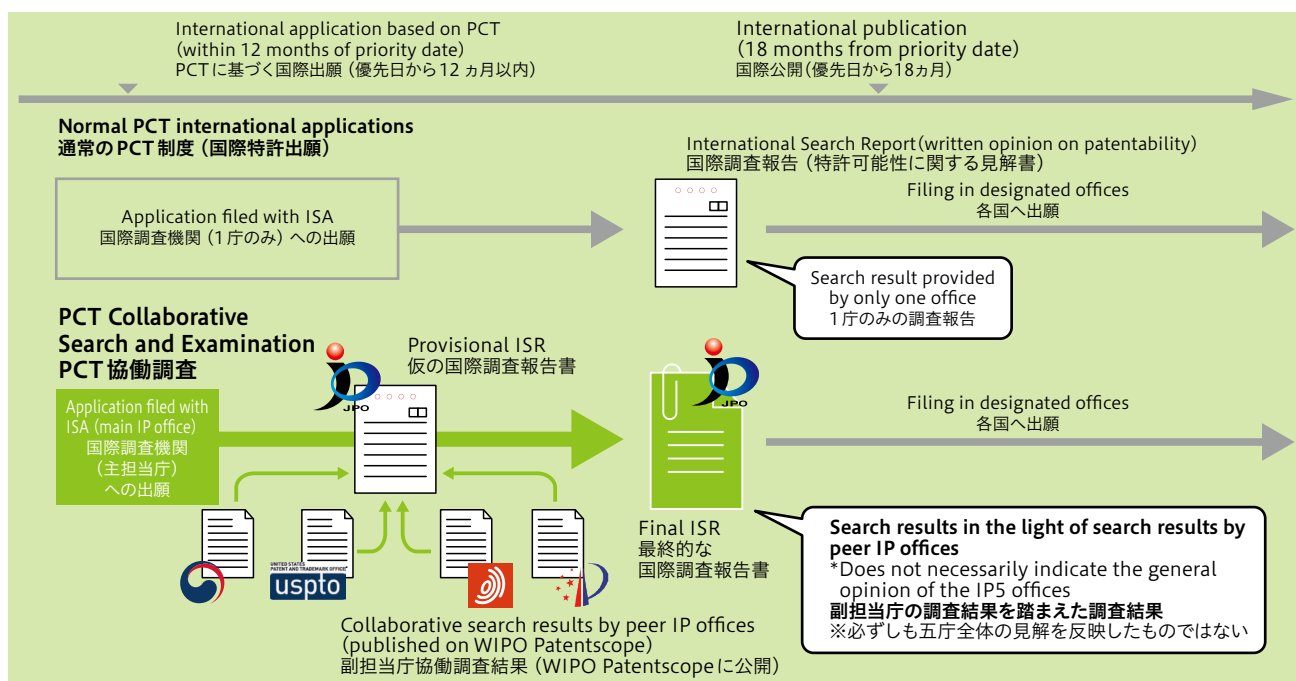 International application based on PCT
(within 12 months of priority date)
PCTに基づく国際出願（優先日から12ヵ月以内）
International publication
(18 months from priority date)
国際公開（優先日から18ヵ月）
Normal PCT international applications
通常のPCT制度（国際特許出願）
International Search Report(written opinion on patentability)
国際調査報告（特許可能性に関する見解書）
Application filed with ISA
国際調査機関（1庁のみ）への出願
Filing in designated offices
各国へ出願
Search result provided
by only one office
1庁のみの調査報告
PCT Collaborative
Search and Examination
PCT協働調査
Provisional ISR
仮の国際調査報告書
JPO
JPO
Application filed with
ISA (main IP office)
国際調査機関
（主担当庁）
への出願
Filing in designated offices
各国へ出願
Final ISR
最終的な
国際調査報告書
Search results in the light of search results by
peer IP offices
*Does not necessarily indicate the general
opinion of the IP5 offices
副担当庁の調査結果を踏まえた調査結果
※必ずしも五庁全体の見解を反映したものではない
UNITED STATES
PATENT AND TRADEMARK OFFICE
uspto
Collaborative search results by peer IP offices
(published on WIPO Patentscope)
副担当庁協働調査結果（WIPO Patentscopeに公開）